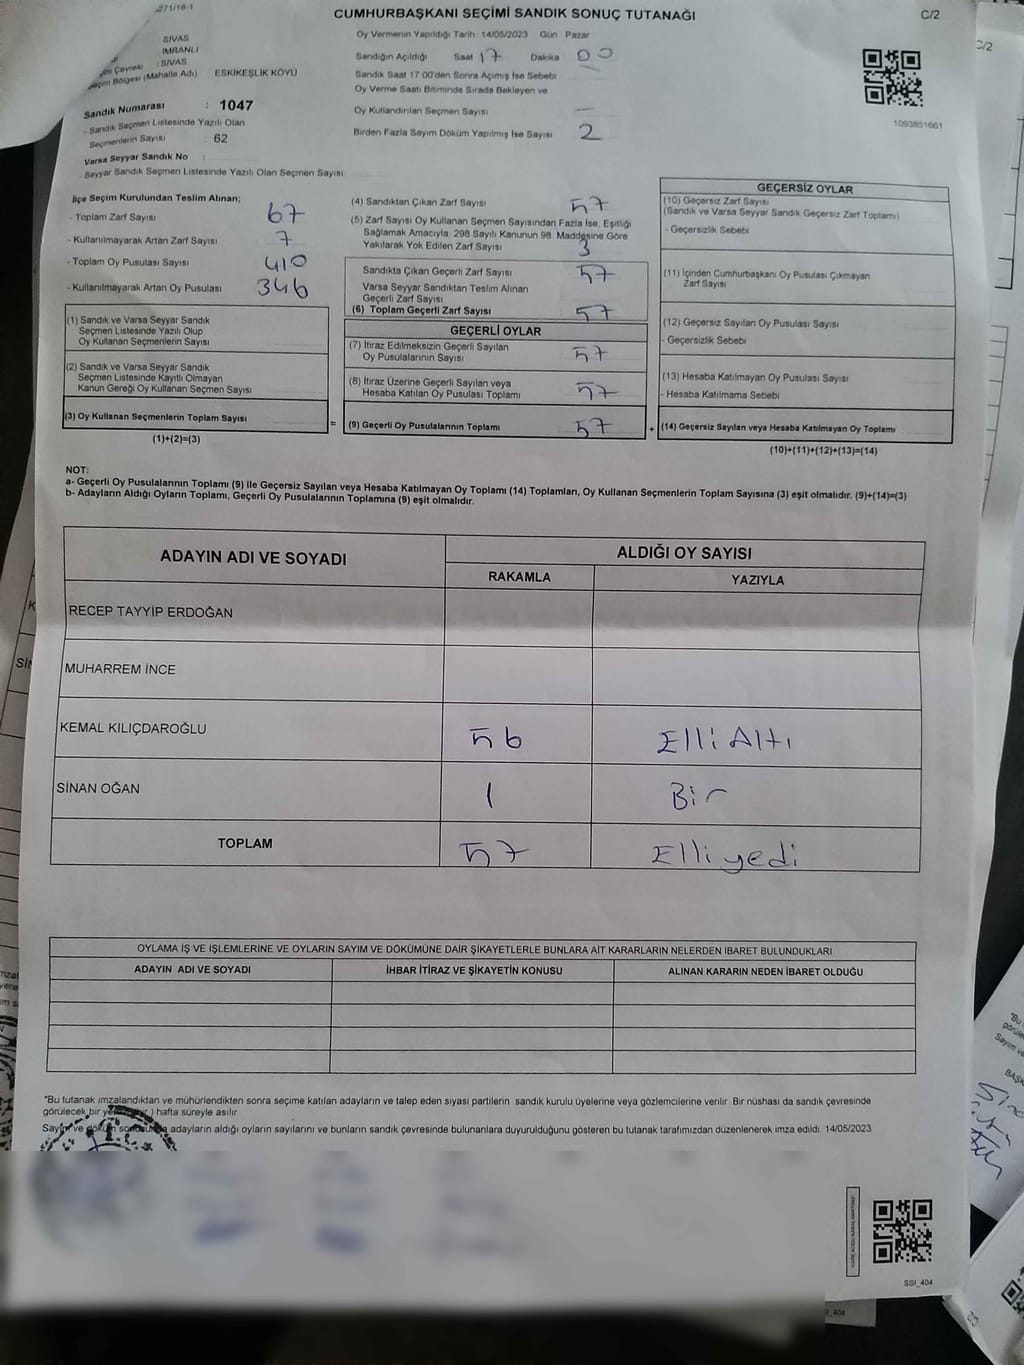 CUMHURBAŞKANI SEÇİMİ SANDIK SONUÇ TUTANAĞI
C/2
SİVAS
İMRANLI
Çevresi : SİVAS
Bölgesi (Mahalle Adı) ESKİKEŞLİK KÖYÜ
Sandık Numarası : 1047
- Sandık Seçmen Listesinde Yazılı Olan
Seçmenlerin Sayısı : 62
Varsa Seyyar Sandık No :
- Seyyar Sandık Seçmen Listesinde Yazılı Olan Seçmen Sayısı:
Oy Vermenin Yapıldığı Tarih 14/05/2023 Gün Pazar
Sandığın Açıldığı Saat 17 Dakika 00
Sandık Saat 17:00'den Sonra Açımış İse Sebebi
Oy Verme Saati Bitiminde Sırada Bekleyen ve
Oy Kullandırılan Seçmen Sayısı —
Birden Fazla Sayım Döküm Yapılmış İse Sayısı 2
1093851661
İlçe Seçim Kurulundan Teslim Alınan;
- Toplam Zarf Sayısı 67
- Kullanılmayarak Artan Zarf Sayısı 7
- Toplam Oy Pusulası Sayısı 410
- Kullanılmayarak Artan Oy Pusulası 346
(1) Sandık ve Varsa Seyyar Sandık
Seçmen Listesinde Yazılı Olup
Oy Kullanan Seçmenlerin Sayısı
(2) Sandık ve Varsa Seyyar Sandık
Seçmen Listesinde Kayıtlı Olmayan
Kanun Gereği Oy Kullanan Seçmen Sayısı
(3) Oy Kullanan Seçmenlerin Toplam Sayısı
(1)+(2)=(3)
=
(4) Sandıktan Çıkan Zarf Sayısı 57
(5) Zarf Sayısı Oy Kullanan Seçmen Sayısından Fazla İse, Eşitliği
Sağlamak Amacıyla; 298 Sayılı Kanunun 98. Maddesine Göre
Yakılarak Yok Edilen Zarf Sayısı 3
Sandıkta Çıkan Geçerli Zarf Sayısı 57
Varsa Seyyar Sandıktan Teslim Alınan
Geçerli Zarf Sayısı
(6) Toplam Geçerli Zarf Sayısı 57
GEÇERLİ OYLAR
(7) İtiraz Edilmeksizin Geçerli Sayılan
Oy Pusulalarının Sayısı 57
(8) İtiraz Üzerine Geçerli Sayılan veya
Hesaba Katılan Oy Pusulası Toplamı 57
(9) Geçerli Oy Pusulalarının Toplamı 57
+
GEÇERSİZ OYLAR
(10) Geçersiz Zarf Sayısı
(Sandık ve Varsa Seyyar Sandık Geçersiz Zarf Toplamı)
- Geçersizlik Sebebi
(11) İçinden Cumhurbaşkanı Oy Pusulası Çıkmayan
Zarf Sayısı
(12) Geçersiz Sayılan Oy Pusulası Sayısı
- Geçersizlik Sebebi
(13) Hesaba Katılmayan Oy Pusulası Sayısı
- Hesaba Katılmama Sebebi
(14) Geçersiz Sayılan veya Hesaba Katılmayan Oy Toplamı
(10)+(11)+(12)+(13)=(14)
NOT:
a- Geçerli Oy Pusulalarının Toplamı (9) ile Geçersiz Sayılan veya Hesaba Katılmayan Oy Toplamı (14) Toplamları, Oy Kullanan Seçmenlerin Toplam Sayısına (3) eşit olmalıdır. (9)+(14)=(3)
b- Adayların Aldığı Oyların Toplamı, Geçerli Oy Pusulalarının Toplamına (9) eşit olmalıdır.
ADAYIN ADI VE SOYADI ALDIĞI OY SAYISI
RAKAMLA YAZIYLA
RECEP TAYYİP ERDOĞAN
MUHARREM İNCE
KEMAL KILIÇDAROĞLU 56 Elli Altı
SİNAN OĞAN 1 Bir
TOPLAM 57 Elli yedi
OYLAMA İŞ VE İŞLEMLERİNE VE OYLARIN SAYIM VE DÖKÜMÜNE DAİR ŞİKAYETLERLE BUNLARA AİT KARARLARIN NELERDEN İBARET BULUNDUKLARI
ADAYIN ADI VE SOYADI İHBAR İTİRAZ VE ŞİKAYETİN KONUSU ALINAN KARARIN NEDEN İBARET OLDUĞU
*Bu tutanak imzalandıktan ve mühürlendikten sonra seçime katılan adayların ve talep eden siyasi partilerin sandık kurulu üyelerine veya gözlemcilerine verilir. Bir nüshası da sandık çevresinde
görülecek bir yere ) hafta süreyle asılır.
Sayım ve döküm sonucunda adayların aldığı oyların sayılarını ve bunların sandık çevresinde bulunanlara duyurulduğunu gösteren bu tutanak tarafımızdan düzenlenerek imza edildi. 14/05/2023
SSI_404